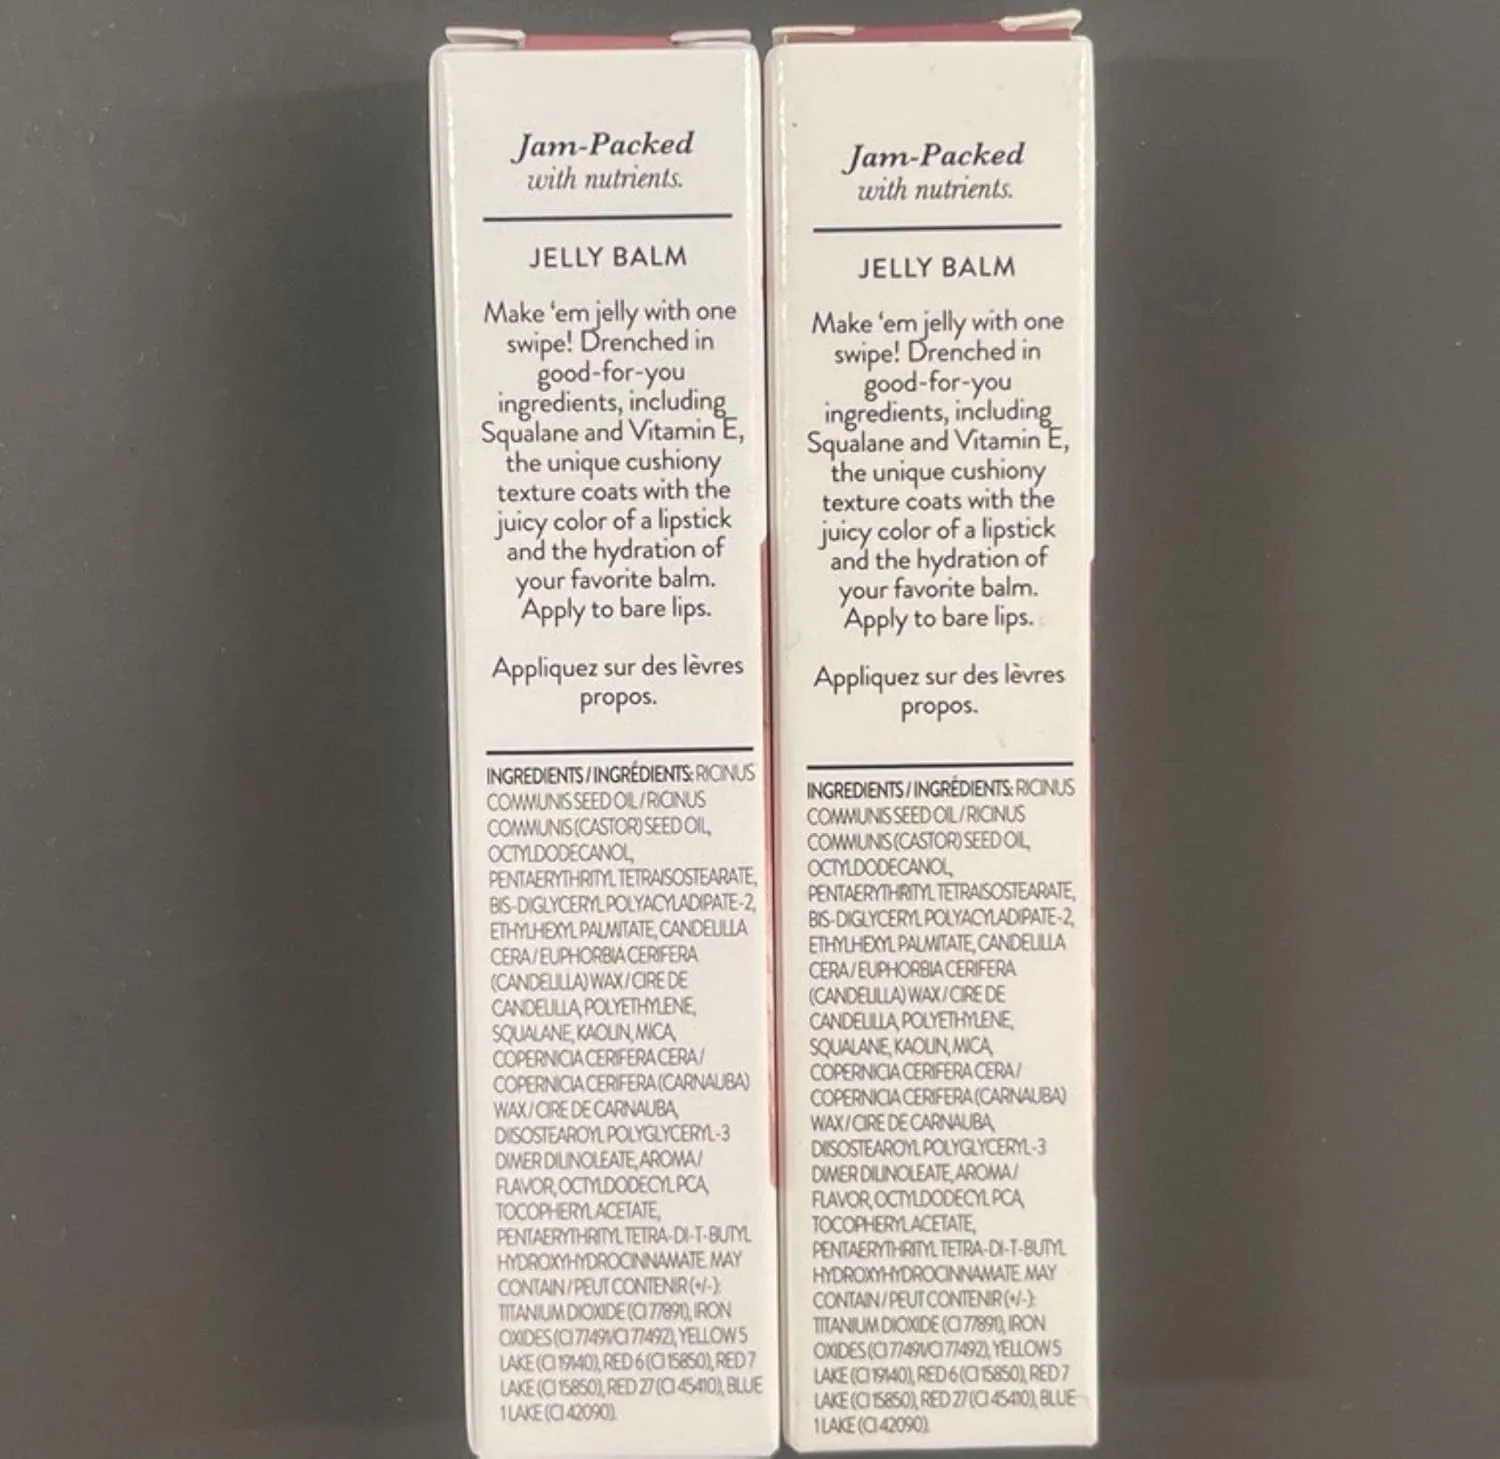 Jam-Packed
with nutrients.
JELLY BALM
Make ‘em jelly with one
swipe! Drenched in
good-for-you
ingredients, including
Squalane and Vitamin E,
the unique cushiony
texture coats with the
juicy color of a lipstick
and the hydration of
your favorite balm.
Apply to bare lips.
Appliquez sur des lèvres
propos.
INGREDIENTS / INGRÉDIENTS: RICINUS
COMMUNIS SEED OIL / RICINUS
COMMUNIS (CASTOR) SEED OIL,
OCTYLDODECANOL,
PENTAERYTHRITYL TETRAISOSTEARATE,
BIS-DIGLYCERYL POLYACYLADIPATE-2,
ETHYLHEXYL PALMITATE, CANDELILLA
CERA / EUPHORBIA CERIFERA
(CANDELILLA) WAX / CIRE DE
CANDELILLA, POLYETHYLENE,
SQUALANE, KAOLIN, MICA,
COPERNICIA CERIFERA CERA /
COPERNICIA CERIFERA (CARNAUBA)
WAX / CIRE DE CARNAUBA,
DIISOSTEAROYL POLYGLYCERYL-3
DIMER DILINOLEATE, AROMA /
FLAVOR, OCTYLDODECYL PCA,
TOCOPHERYL ACETATE,
PENTAERYTHRITYL TETRA-DI-T-BUTYL
HYDROXYHYDROCINNAMATE. MAY
CONTAIN / PEUT CONTENIR (+/-):
TITANIUM DIOXIDE (CI 77891), IRON
OXIDES (CI 77491/CI 77492), YELLOW 5
LAKE (CI 19140), RED 6 (CI 15850), RED 7
LAKE (CI 15850), RED 27 (CI 45410), BLUE
1 LAKE (CI 42090).
Jam-Packed
with nutrients.
JELLY BALM
Make ‘em jelly with one
swipe! Drenched in
good-for-you
ingredients, including
Squalane and Vitamin E,
the unique cushiony
texture coats with the
juicy color of a lipstick
and the hydration of
your favorite balm.
Apply to bare lips.
Appliquez sur des lèvres
propos.
INGREDIENTS / INGRÉDIENTS: RICINUS
COMMUNIS SEED OIL / RICINUS
COMMUNIS (CASTOR) SEED OIL,
OCTYLDODECANOL,
PENTAERYTHRITYL TETRAISOSTEARATE,
BIS-DIGLYCERYL POLYACYLADIPATE-2,
ETHYLHEXYL PALMITATE, CANDELILLA
CERA / EUPHORBIA CERIFERA
(CANDELILLA) WAX / CIRE DE
CANDELILLA, POLYETHYLENE,
SQUALANE, KAOLIN, MICA,
COPERNICIA CERIFERA CERA /
COPERNICIA CERIFERA (CARNAUBA)
WAX / CIRE DE CARNAUBA,
DIISOSTEAROYL POLYGLYCERYL-3
DIMER DILINOLEATE, AROMA /
FLAVOR, OCTYLDODECYL PCA,
TOCOPHERYL ACETATE,
PENTAERYTHRITYL TETRA-DI-T-BUTYL
HYDROXYHYDROCINNAMATE. MAY
CONTAIN / PEUT CONTENIR (+/-):
TITANIUM DIOXIDE (CI 77891), IRON
OXIDES (CI 77491/CI 77492), YELLOW 5
LAKE (CI 19140), RED 6 (CI 15850), RED 7
LAKE (CI 15850), RED 27 (CI 45410), BLUE
1 LAKE (CI 42090).